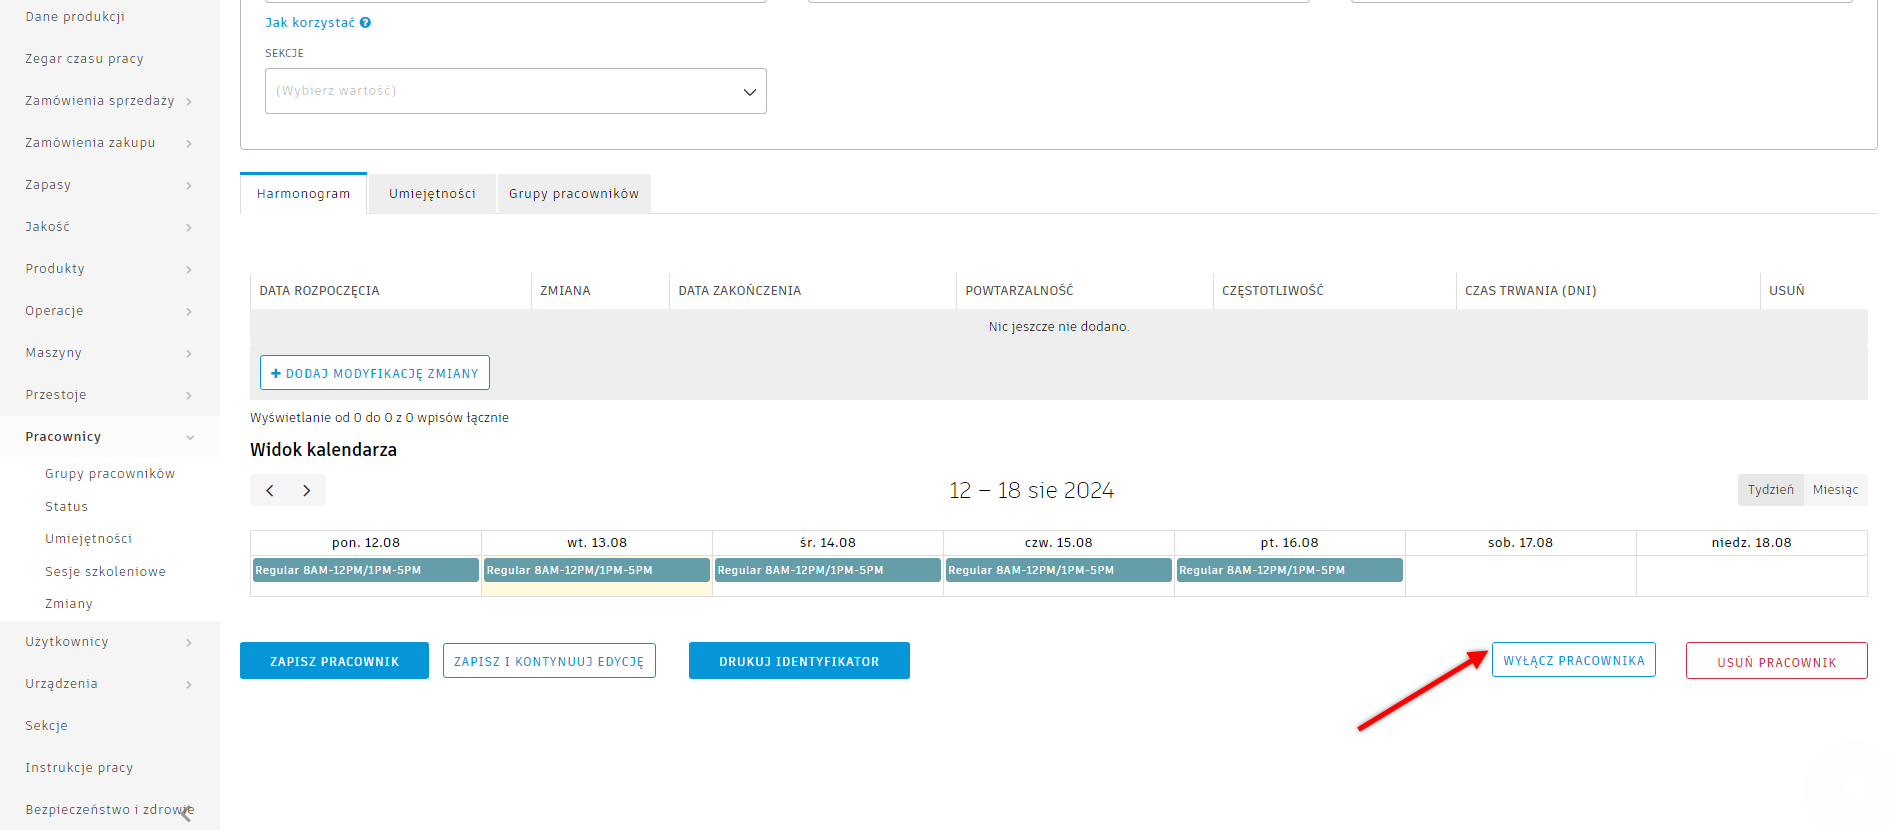 Dane produkcji
Zegar czasu pracy
Zamówienia sprzedaży
Zamówienia zakupu
Zapasy
Jakość
Produkty
Operacje
Maszyny
Przestoje
Pracownicy
Grupy pracowników
Status
Umiejętności
Sesje szkoleniowe
Zmiany
Użytkownicy
Urządzenia
Sekcje
Instrukcje pracy
Bezpieczeństwo i zdrowie
Jak korzystać
SEKCJE
(Wybierz wartość)
Harmonogram Umiejętności Grupy pracowników
DATA ROZPOCZĘCIA ZMIANA DATA ZAKOŃCZENIA POWTARZALNOŚĆ CZĘSTOTLIWOŚĆ CZAS TRWANIA (DNI) USUŃ
Nic jeszcze nie dodano.
+ DODAJ MODYFIKACJĘ ZMIANY
Wyświetlanie od 0 do 0 z 0 wpisów łącznie
Widok kalendarza
12 – 18 sie 2024 Tydzień Miesiąc
pon. 12.08 wt. 13.08 śr. 14.08 czw. 15.08 pt. 16.08 sob. 17.08 niedz. 18.08
Regular 8AM-12PM/1PM-5PM Regular 8AM-12PM/1PM-5PM Regular 8AM-12PM/1PM-5PM Regular 8AM-12PM/1PM-5PM Regular 8AM-12PM/1PM-5PM
ZAPISZ PRACOWNIK ZAPISZ I KONTYNUUJ EDYCJĘ DRUKUJ IDENTYFIKATOR WYŁĄCZ PRACOWNIKA USUŃ PRACOWNIK